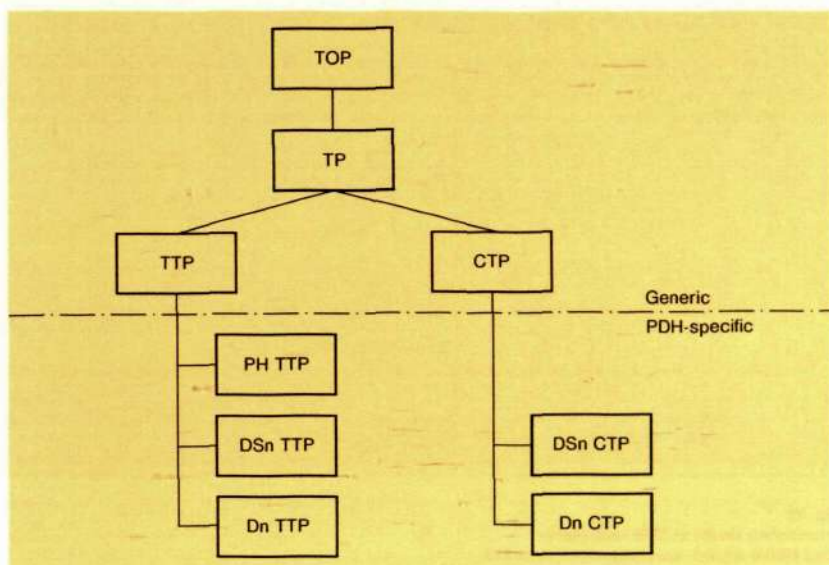 TOP
TP
TTP
CTP
Generic
PDH-specific
PH TTP
DSn TTP
DSn CTP
Dn TTP
Dn CTP